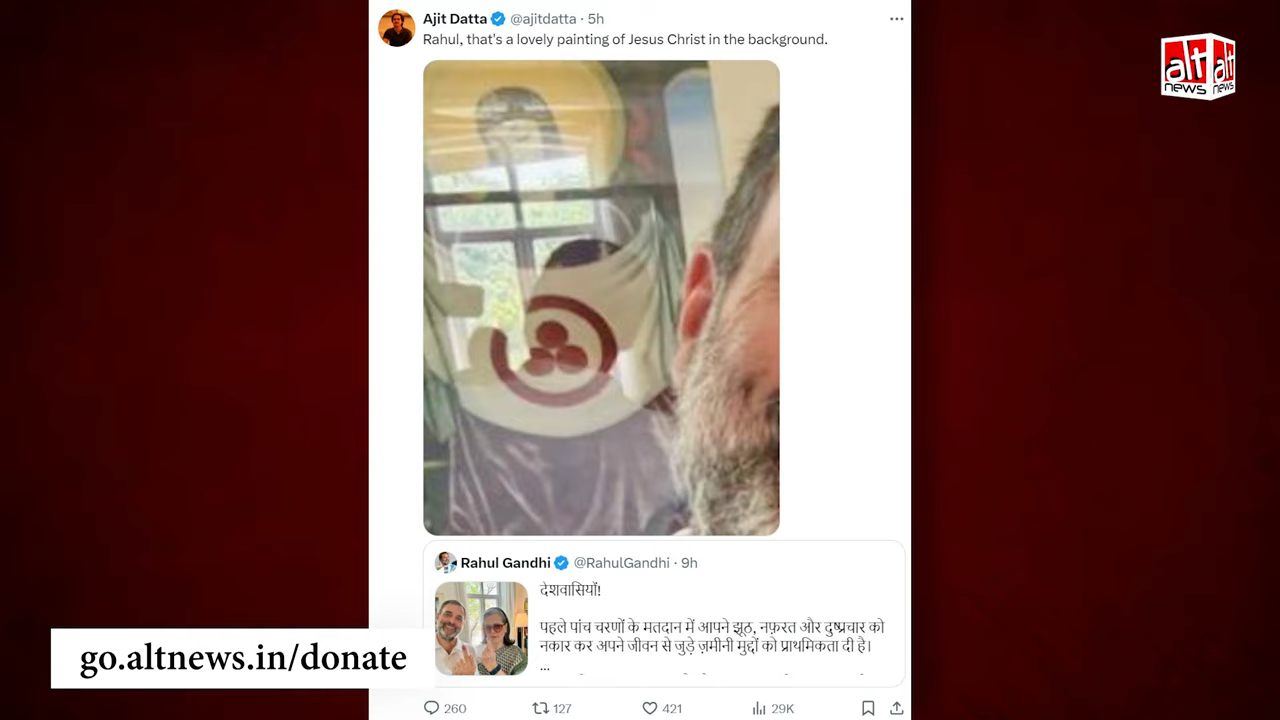 Ajit Datta @ajitdatta · 5h
Rahul, that's a lovely painting of Jesus Christ in the background.
alt alt
news news
Rahul Gandhi @RahulGandhi · 9h
देशवासियों!
पहले पांच चरणों के मतदान में आपने झूठ, नफ़रत और दुष्प्रचार को
नकार कर अपने जीवन से जुड़े ज़मीनी मुद्दों को प्राथमिकता दी है।
...
go.altnews.in/donate
260 127 421 29K